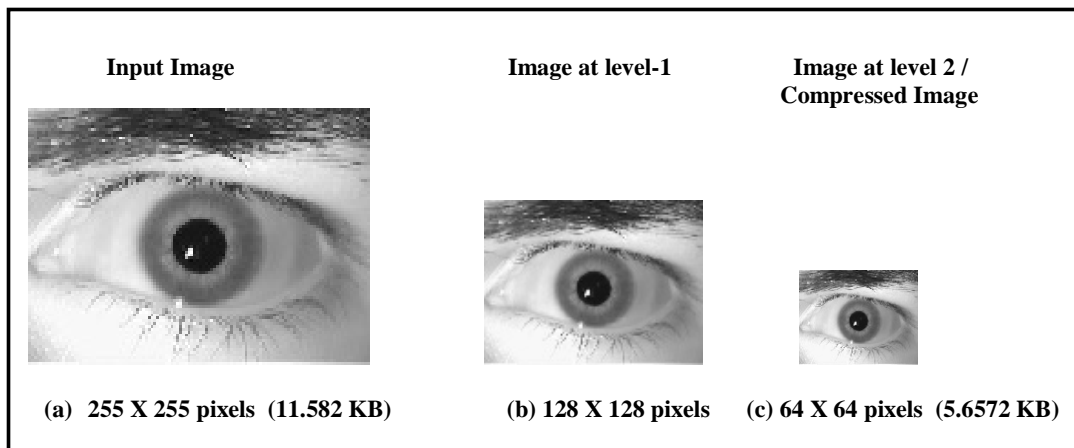 Input Image
Image at level-1
Image at level 2 /
Compressed Image
(a) 255 X 255 pixels (11.582 KB)
(b) 128 X 128 pixels
(c) 64 X 64 pixels (5.6572 KB)